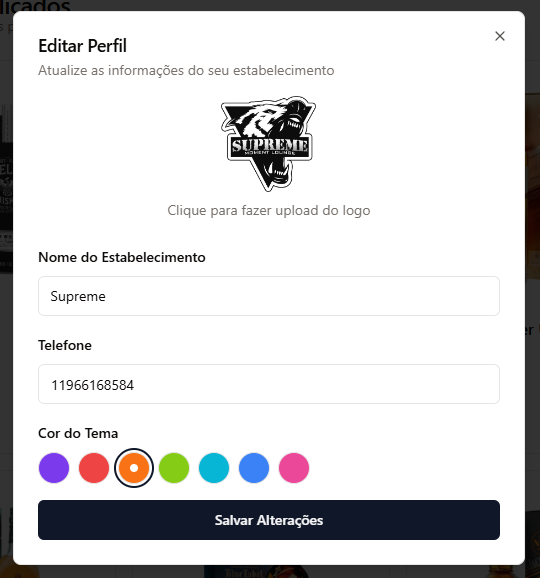 licados
Editar Perfil
Atualize as informações do seu estabelecimento
SUPREME
MOMENT LOUNGE
Clique para fazer upload do logo
Nome do Estabelecimento
Supreme
Telefone
11966168584
Cor do Tema
Salvar Alterações